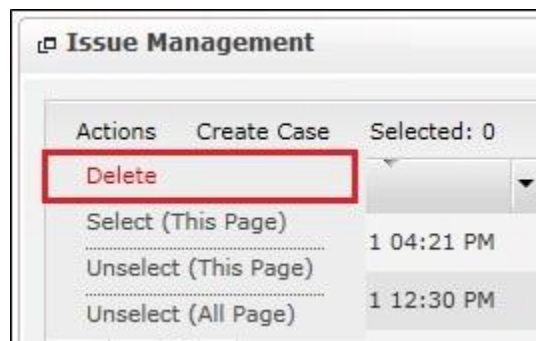 Issue Management
Actions Create Case Selected: 0
Delete
Select (This Page)
1 04:21 PM
Unselect (This Page)
1 12:30 PM
Unselect (All Page)